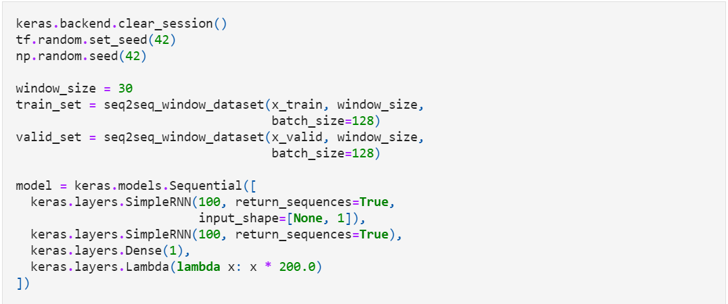 keras.backend.clear_session()
tf.random.set_seed(42)
np.random.seed(42)

window_size = 30
train_set = seq2seq_window_dataset(x_train, window_size,
                                   batch_size=128)
valid_set = seq2seq_window_dataset(x_valid, window_size,
                                   batch_size=128)

model = keras.models.Sequential([
  keras.layers.SimpleRNN(100, return_sequences=True,
                         input_shape=[None, 1]),
  keras.layers.SimpleRNN(100, return_sequences=True),
  keras.layers.Dense(1),
  keras.layers.Lambda(lambda x: x * 200.0)
])